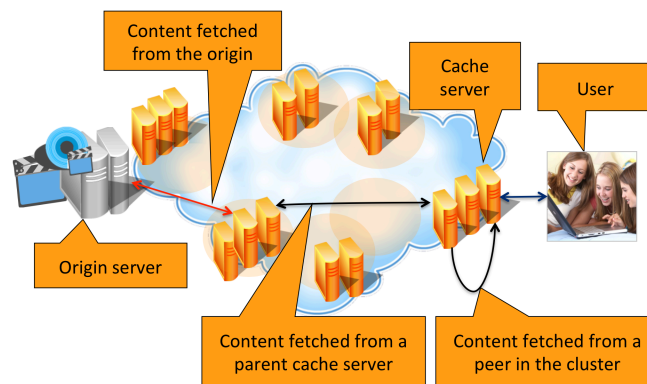 Content fetched
from the origin
Cache
server
User
Origin server
Content fetched from a
parent cache server
Content fetched from a
peer in the cluster